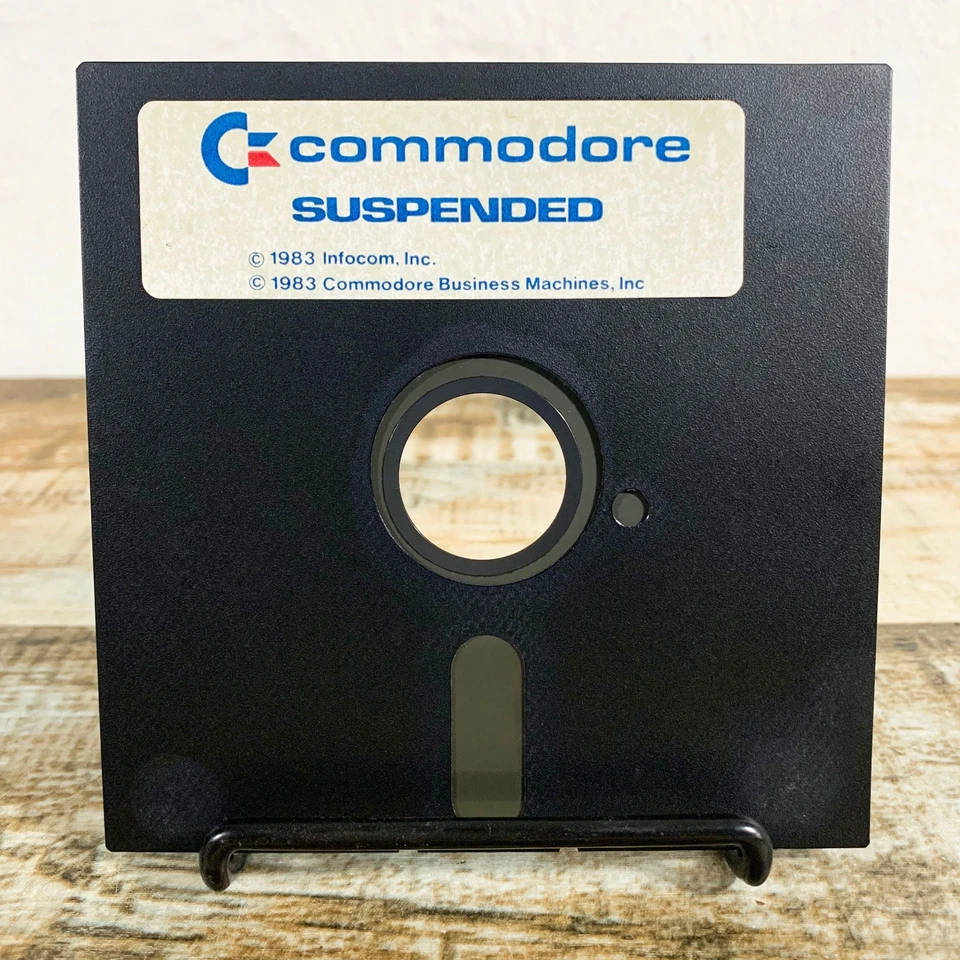 commodore
SUSPENDED
© 1983 Infocom, Inc.
© 1983 Commodore Business Machines, Inc